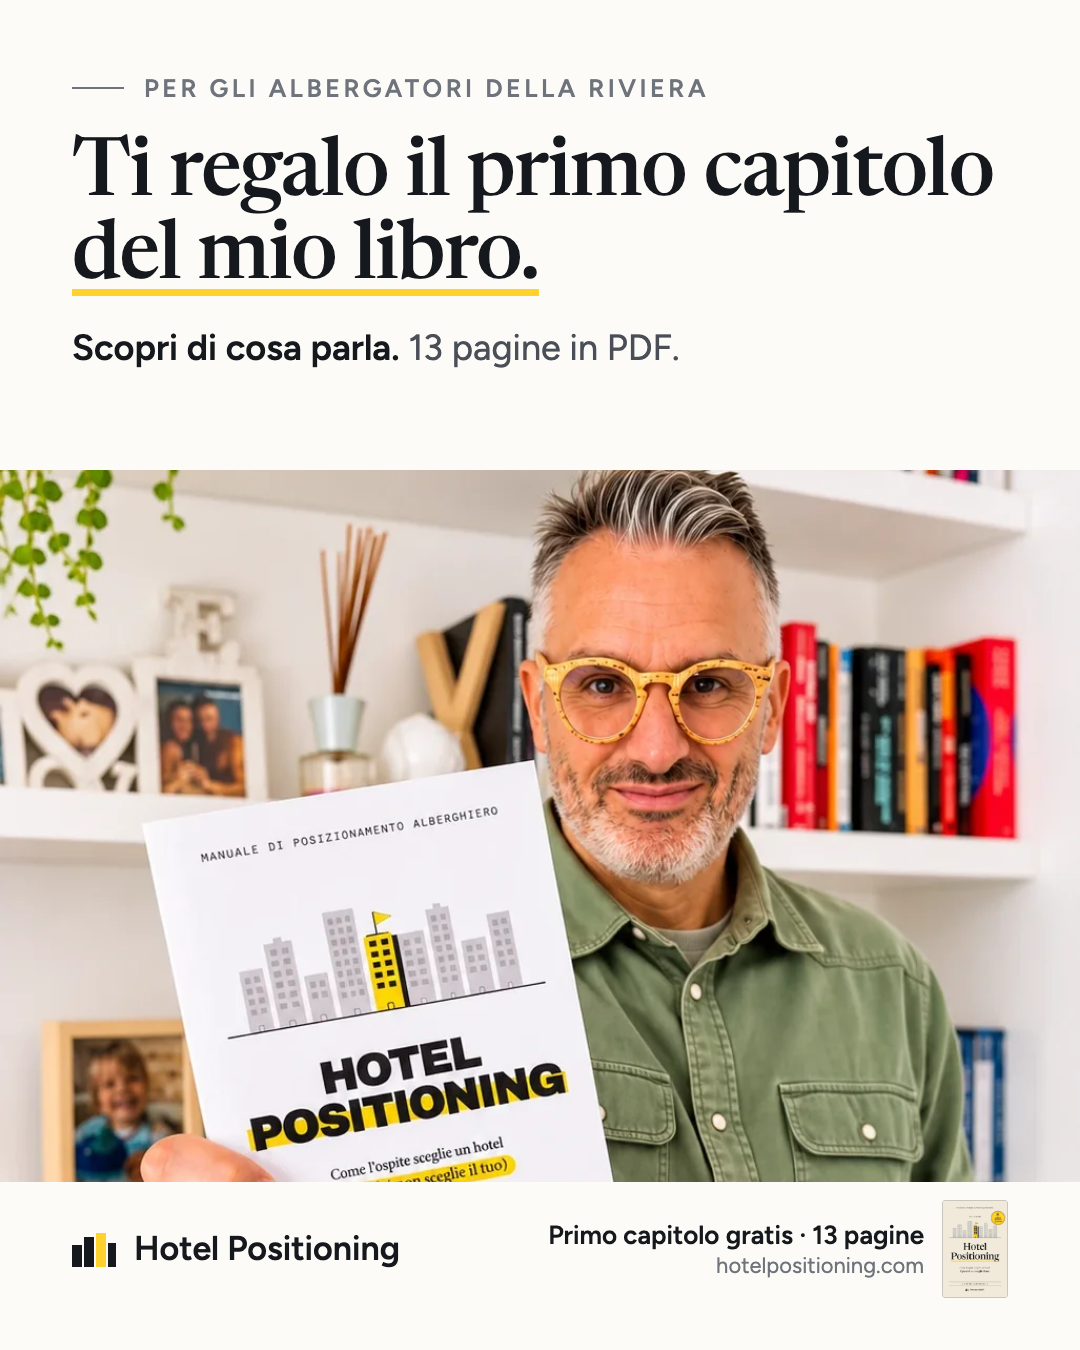 PER GLI ALBERGATORI DELLA RIVIERA
Ti regalo il primo capitolo
del mio libro.
Scopri di cosa parla. 13 pagine in PDF.
MANUALE DI POSIZIONAMENTO ALBERGHIERO
HOTEL
POSITIONING
Come l'ospite sceglie un hotel
non sceglie il tuo)
Hotel Positioning
Primo capitolo gratis · 13 pagine
hotelpositioning.com
Hotel
Positioning